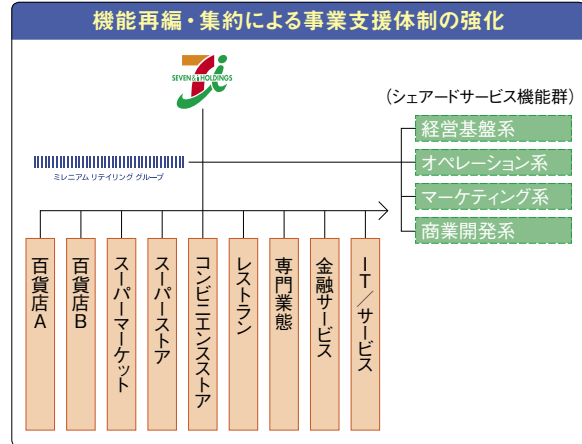 機能再編・集約による事業支援体制の強化
SEVEN&i HOLDINGS
(シェアードサービス機能群)
経営基盤系
オペレーション系
マーケティング系
商業開発系
ミレニアム リテイリング グループ
百貨店A
百貨店B
スーパーマーケット
スーパーストア
コンビニエンスストア
レストラン
専門業態
金融サービス
IT/サービス